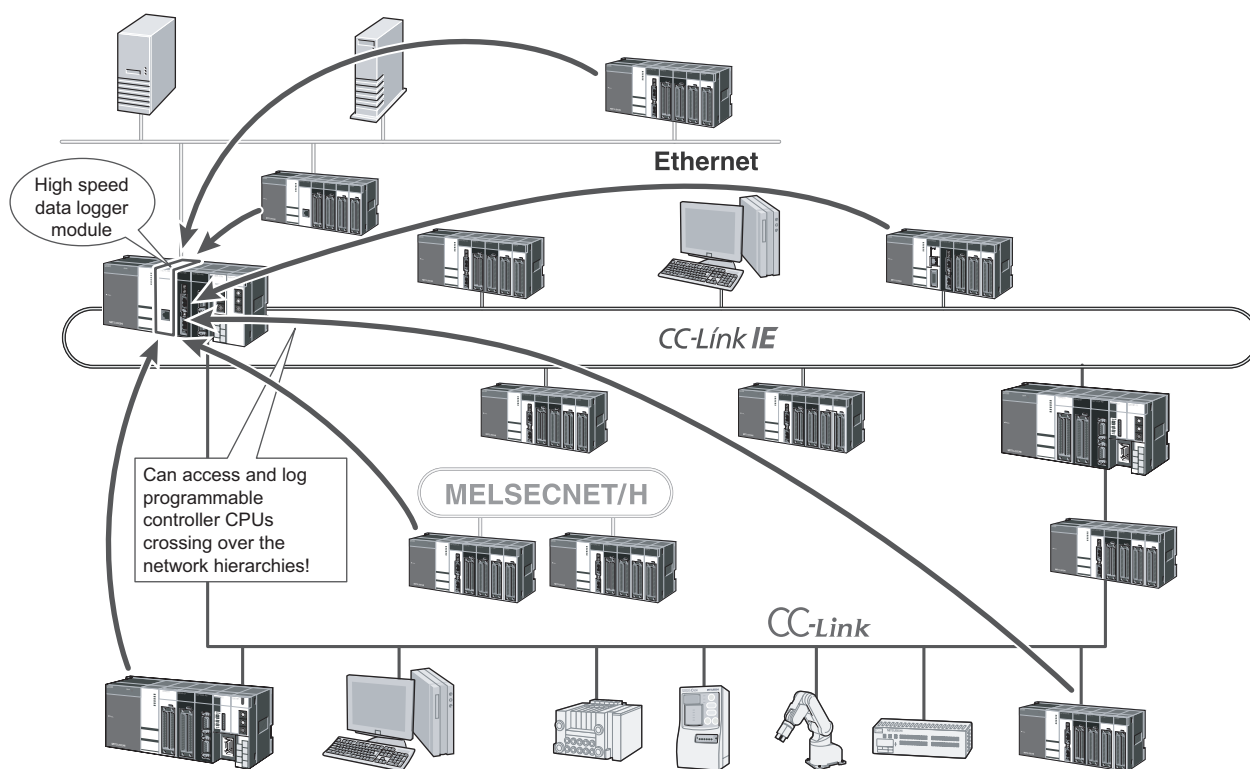 Ethernet
High speed
data logger
module
CC-Link IE
Can access and log
programmable
controller CPUs
crossing over the
network hierarchies!
MELSECNET/H
CC-Link